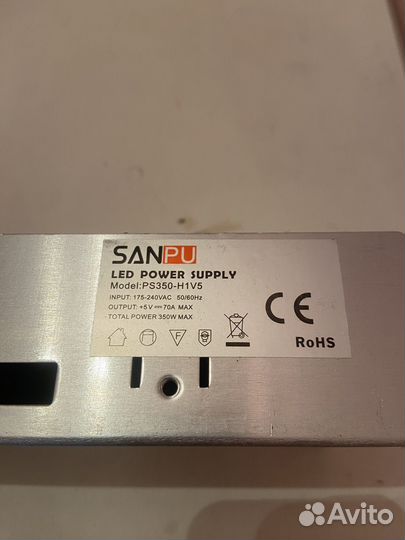 SANPU
LED POWER SUPPLY
Model:PS350-H1V5
INPUT: 175-240VAC 50/60Hz
OUTPUT: +5V⎓70A MAX
TOTAL POWER 350W MAX
F
CE
RoHS
Avito